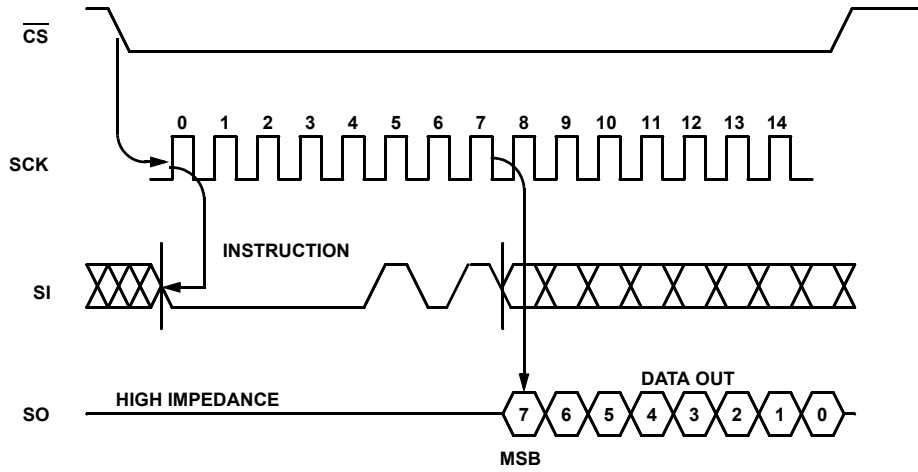 CS
0 1 2 3 4 5 6 7 8 9 10 11 12 13 14
SCK
INSTRUCTION
SI
DATA OUT
HIGH IMPEDANCE
SO
7 6 5 4 3 2 1 0
MSB